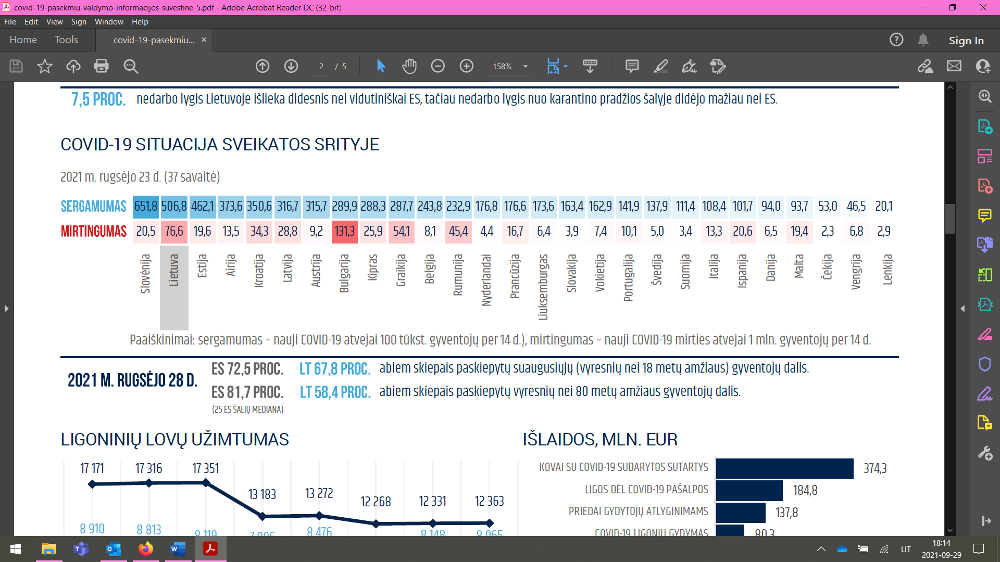 covid-19-pasekmiu-valdymo-informacijos-suvestine-5.pdf - Adobe Acrobat Reader DC (32-bit)
File Edit View Sign Window Help
Home Tools covid-19-pasekmiu... × Sign In
2 / 5 158%
7,5 PROC. nedarbo lygis Lietuvoje išlieka didesnis nei vidutiniškai ES, tačiau nedarbo lygis nuo karantino pradžios šalyje didėjo mažiau nei ES.
COVID-19 SITUACIJA SVEIKATOS SRITYJE
2021 m. rugsėjo 23 d. (37 savaitė)
SERGAMUMAS 651,8 506,8 462,1 373,6 350,6 316,7 315,7 289,9 288,3 287,7 243,8 232,9 176,8 176,6 173,6 163,4 162,9 141,9 137,9 111,4 108,4 101,7 94,0 93,7 53,0 46,5 20,1
MIRTINGUMAS 20,5 76,6 19,6 13,5 34,3 28,8 9,2 131,3 25,9 54,1 8,1 45,4 4,4 16,7 6,4 3,9 7,4 10,1 5,0 3,4 13,3 20,6 6,5 19,4 2,3 6,8 2,9
Slovėnija Lietuva Estija Airija Kroatija Latvija Austrija Bulgarija Kipras Graikija Belgija Rumunija Nyderlandai Prancūzija Liuksemburgas Slovakija Vokietija Portugalija Švedija Suomija Italija Ispanija Danija Malta Čekija Vengrija Lenkija
Paaiškinimai: sergamumas – nauji COVID-19 atvejai 100 tūkst. gyventojų per 14 d.), mirtingumas – nauji COVID-19 mirties atvejai 1 mln. gyventojų per 14 d.
2021 M. RUGSĖJO 28 D.
ES 72,5 PROC. LT 67,8 PROC. abiem skiepais paskiepytų suaugusiųjų (vyresnių nei 18 metų amžiaus) gyventojų dalis.
ES 81,7 PROC. LT 58,4 PROC. abiem skiepais paskiepytų vyresnių nei 80 metų amžiaus gyventojų dalis.
(25 ES ŠALIŲ MEDIANA)
LIGONINIŲ LOVŲ UŽIMTUMAS
17 171 17 316 17 351 13 183 13 272 12 268 12 331 12 363
8 910 8 813 8 119 8 476 8 148 8 065
IŠLAIDOS, MLN. EUR
KOVAI SU COVID-19 SUDARYTOS SUTARTYS 374,3
LIGOS DĖL COVID-19 PAŠALPOS 184,8
PRIEDAI GYDYTOJŲ ATLYGINIMAMS 137,8
COVID-19 LIGONIŲ GYDYMAS 80,3
LIT
18:14
2021-09-29